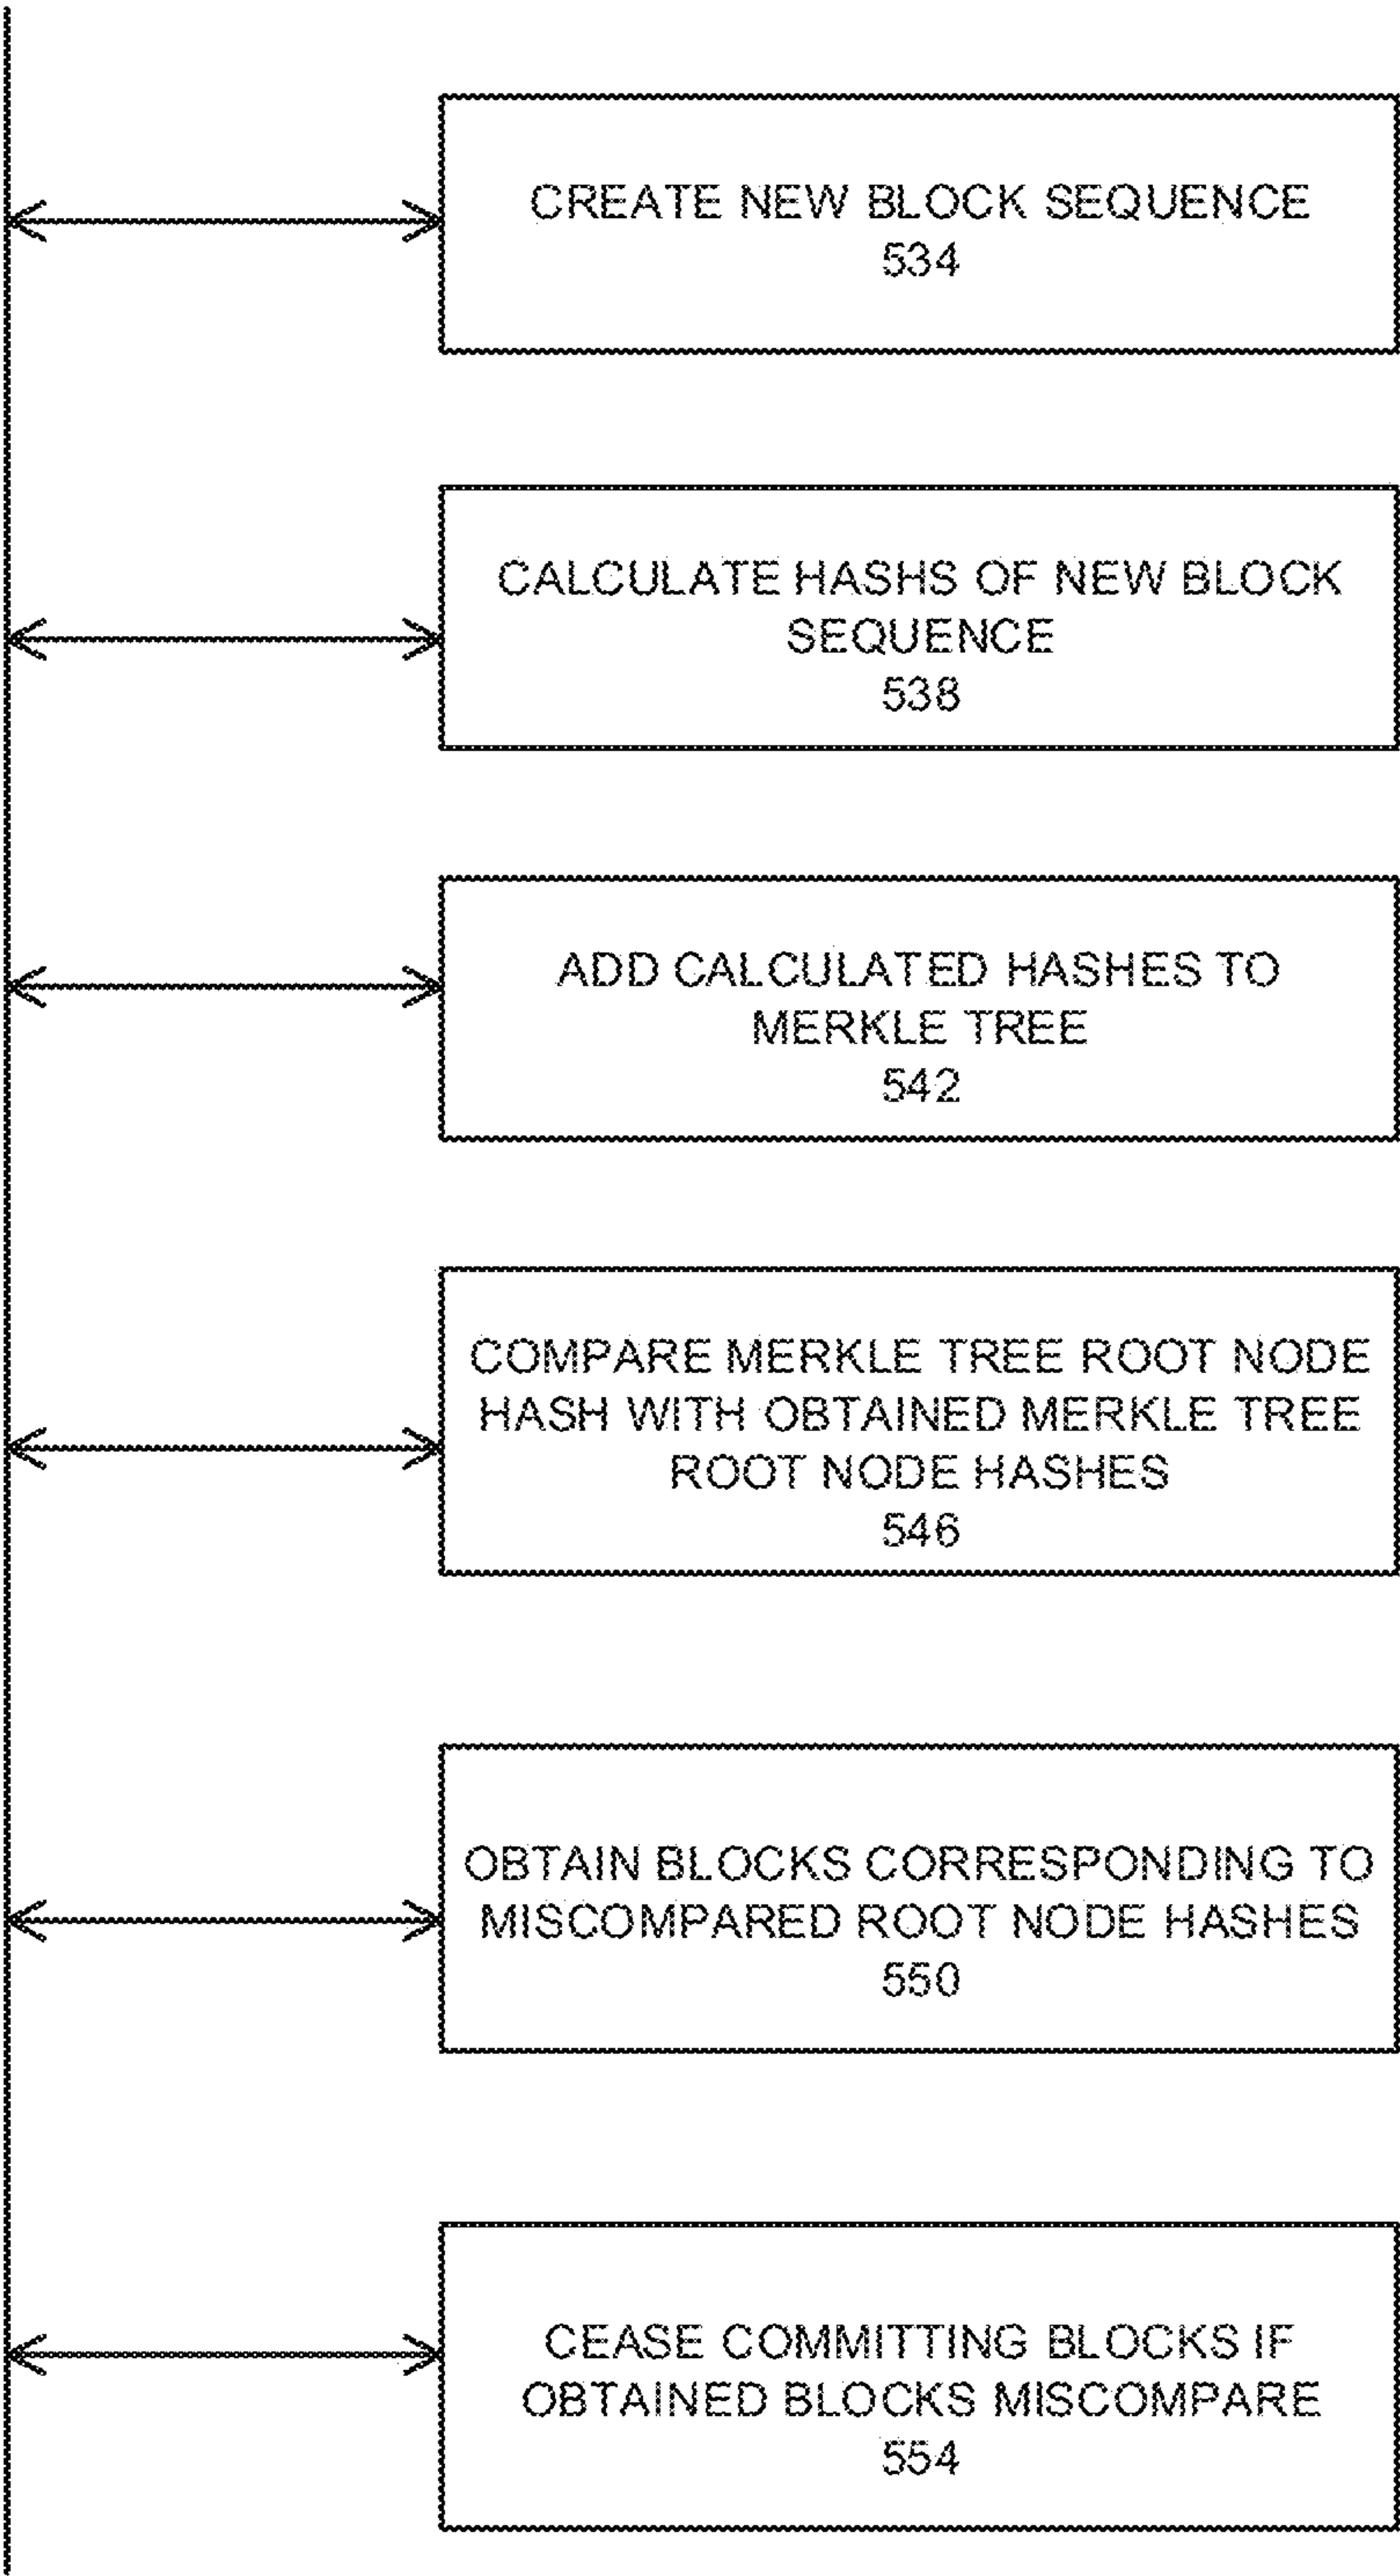 CREATE NEW BLOCK SEQUENCE
534
CALCULATE HASHS OF NEW BLOCK
SEQUENCE
538
ADD CALCULATED HASHES TO
MERKLE TREE
542
COMPARE MERKLE TREE ROOT NODE
HASH WITH OBTAINED MERKLE TREE
ROOT NODE HASHES
546
OBTAIN BLOCKS CORRESPONDING TO
MISCOMPARED ROOT NODE HASHES
550
CEASE COMMITTING BLOCKS IF
OBTAINED BLOCKS MISCOMPARE
554